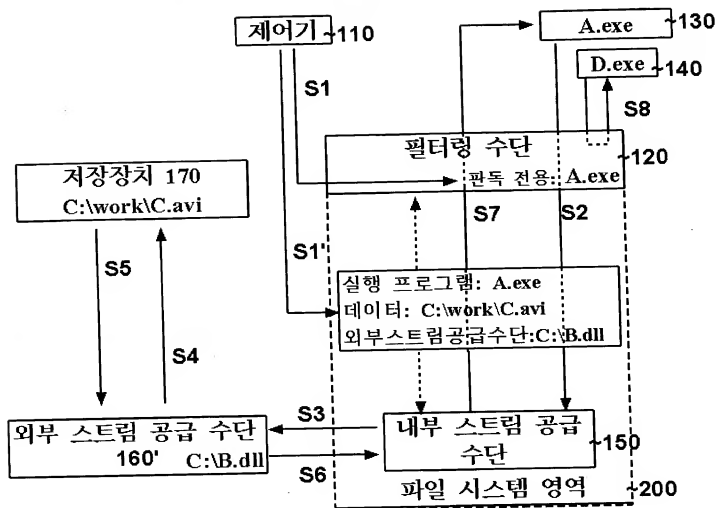 제어기 ~110
A.exe ~130
D.exe ~140
S1
S8
필터링 수단
~120
판독 전용: A.exe
저장장치 170
C:\work\C.avi
S7
S2
S5
S4
S1'
실행 프로그램: A.exe
데이터: C:\work\C.avi
외부스트림공급수단:C:\B.dll
S3
외부 스트림 공급 수단
160' C:\B.dll
S6
내부 스트림 공급
수단
~150
파일 시스템 영역
~200